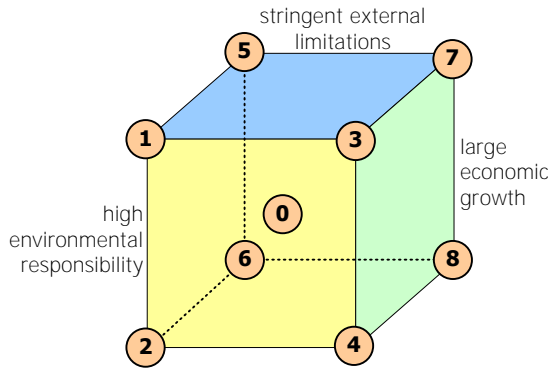 stringent external
limitations
5
7
1
3
large
economic
growth
high
environmental
responsibility
0
6
8
2
4